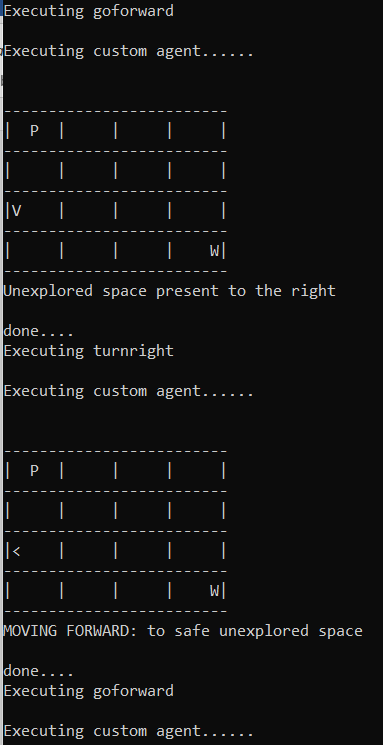 Executing goforward
Executing custom agent......
-------------------------
|  P  |     |     |     |
-------------------------
|     |     |     |     |
-------------------------
|V    |     |     |     |
-------------------------
|     |     |     |    W|
-------------------------
Unexplored space present to the right
done....
Executing turnright
Executing custom agent......
-------------------------
|  P  |     |     |     |
-------------------------
|     |     |     |     |
-------------------------
|<    |     |     |     |
-------------------------
|     |     |     |    W|
-------------------------
MOVING FORWARD: to safe unexplored space
done....
Executing goforward
Executing custom agent......